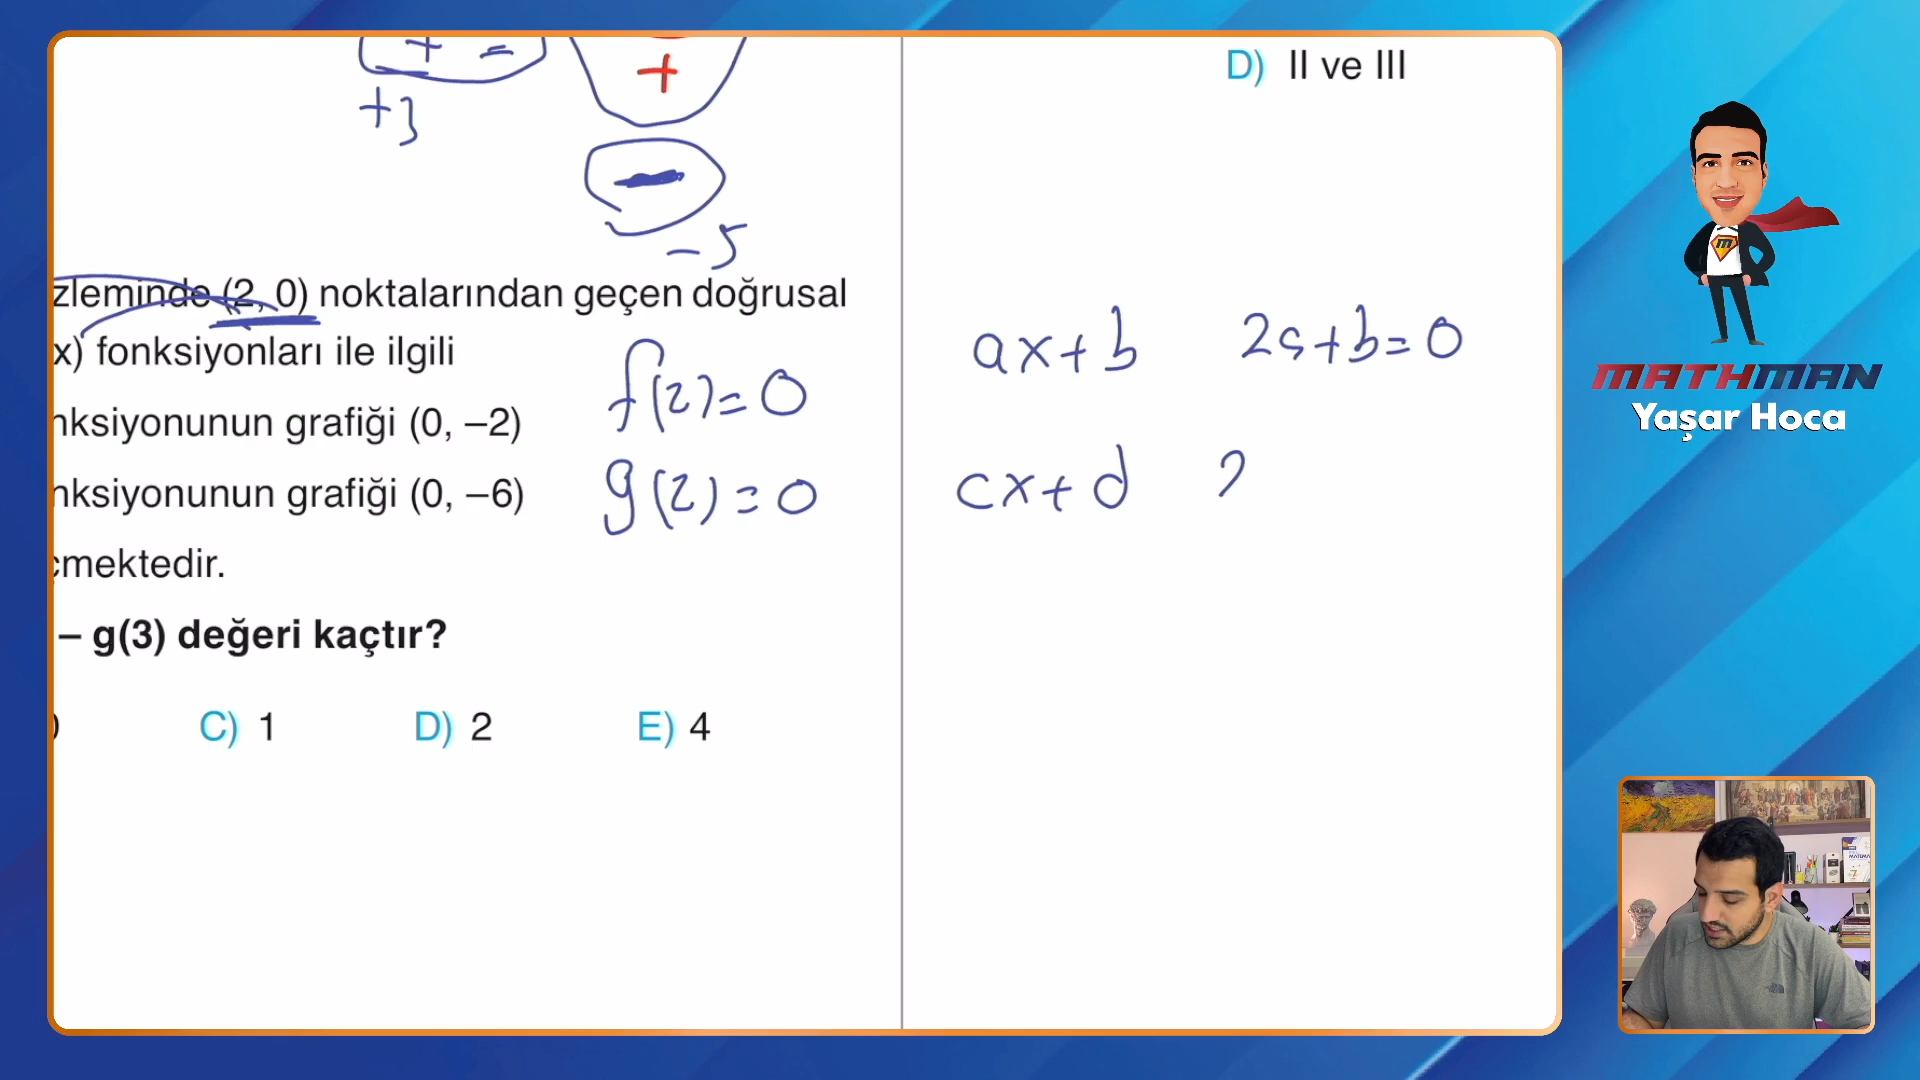 + =
+
+3
–
– 5
zleminde (2, 0) noktalarından geçen doğrusal
x) fonksiyonları ile ilgili
f(2)=0
nksiyonunun grafiği (0, –2)
nksiyonunun grafiği (0, –6)
g(2)=0
çmektedir.
– g(3) değeri kaçtır?
C) 1 D) 2 E) 4
D) II ve III
ax+b 2a+b=0
cx+d 2
m
MATHMAN
Yaşar Hoca